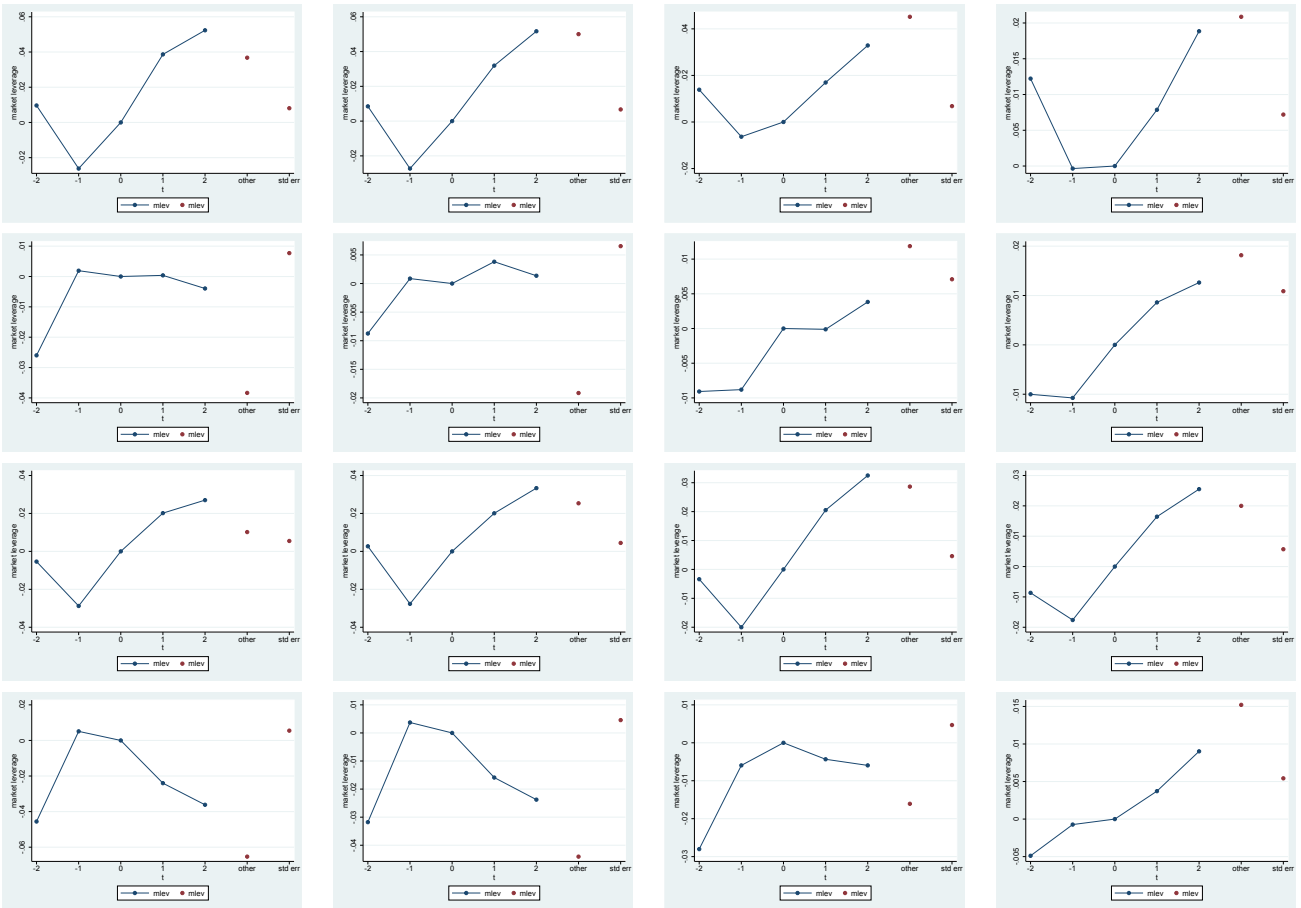 market leverage
.06
.04
.02
0
-.02
-2 -1 0 1 2 other std err
t
mlev mlev
market leverage
.06
.04
.02
0
-.02
-2 -1 0 1 2 other std err
t
mlev mlev
market leverage
.04
.02
0
-.02
-2 -1 0 1 2 other std err
t
mlev mlev
market leverage
.02
.015
.01
.005
0
-2 -1 0 1 2 other std err
t
mlev mlev
market leverage
.01
0
-.01
-.02
-.03
-.04
-2 -1 0 1 2 other std err
t
mlev mlev
market leverage
.005
0
-.005
-.01
-.015
-.02
-2 -1 0 1 2 other std err
t
mlev mlev
market leverage
.01
.005
0
-.005
-.01
-2 -1 0 1 2 other std err
t
mlev mlev
market leverage
.02
.01
0
-.01
-2 -1 0 1 2 other std err
t
mlev mlev
market leverage
.04
.02
0
-.02
-.04
-2 -1 0 1 2 other std err
t
mlev mlev
market leverage
.04
.02
0
-.02
-.04
-2 -1 0 1 2 other std err
t
mlev mlev
market leverage
.03
.02
.01
0
-.01
-.02
-2 -1 0 1 2 other std err
t
mlev mlev
market leverage
.03
.02
.01
0
-.01
-.02
-2 -1 0 1 2 other std err
t
mlev mlev
market leverage
.02
0
-.02
-.04
-.06
-2 -1 0 1 2 other std err
t
mlev mlev
market leverage
.01
0
-.01
-.02
-.03
-.04
-2 -1 0 1 2 other std err
t
mlev mlev
market leverage
.01
0
-.01
-.02
-.03
-2 -1 0 1 2 other std err
t
mlev mlev
market leverage
.015
.01
.005
0
-.005
-2 -1 0 1 2 other std err
t
mlev mlev